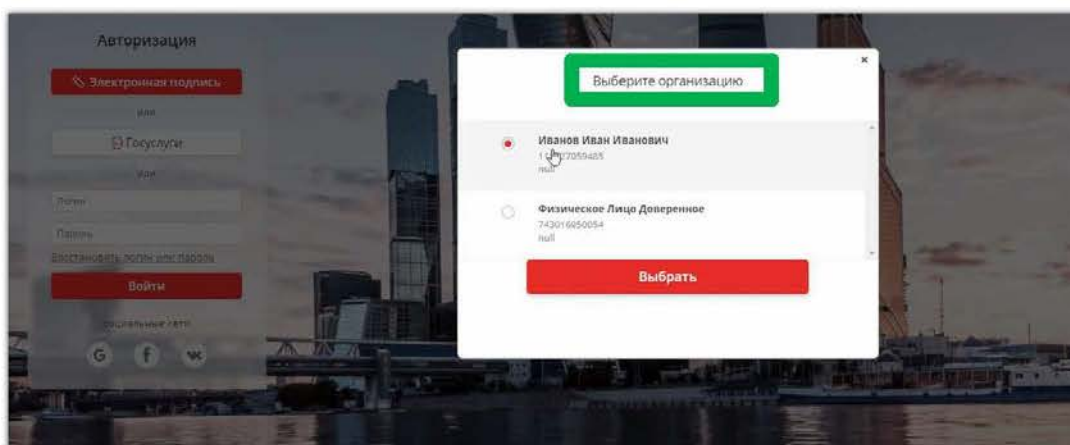 Авторизация
Электронная подпись
или
Госуслуги
или
Логин
Пароль
Восстановить логин или пароль
Войти
социальные сети
G f
Выберите организацию
Иванов Иван Иванович
null
Физическое Лицо Доверенное
743016950054
null
Выбрать